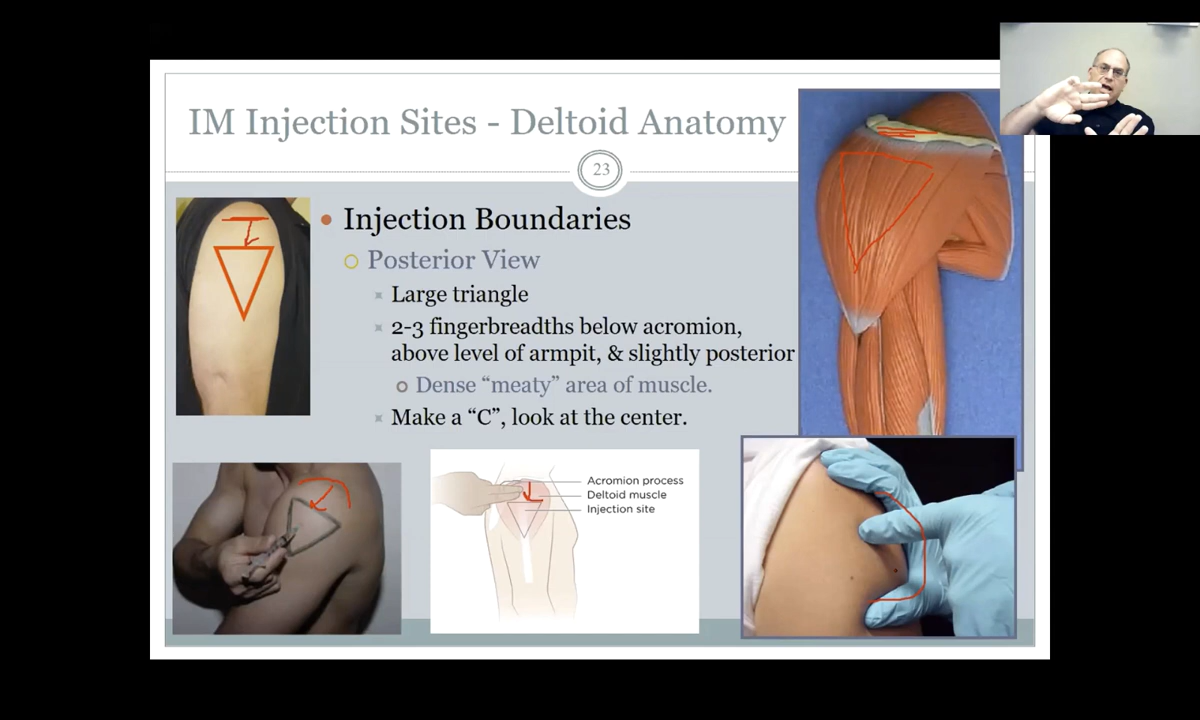 IM Injection Sites - Deltoid Anatomy
23
Injection Boundaries
Posterior View
Large triangle
2-3 fingerbreadths below acromion,
above level of armpit, & slightly posterior
Dense “meaty” area of muscle.
Make a “C”, look at the center.
Acromion process
Deltoid muscle
Injection site